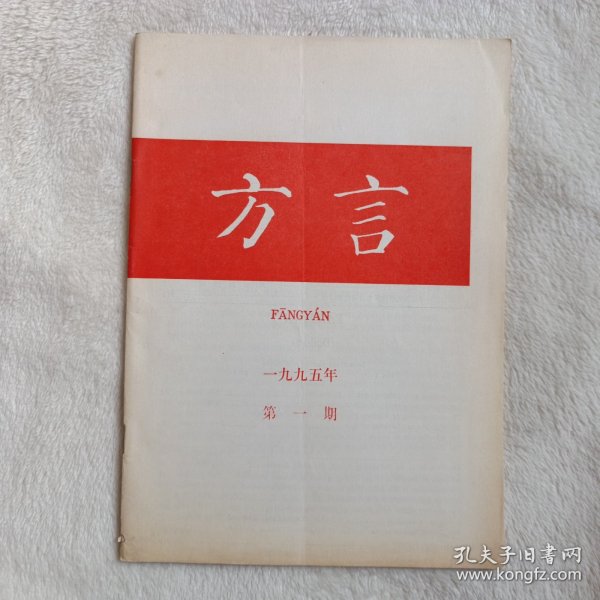 方言
FĀNGYÁN
一九九五年
第一期
孔夫子旧书网
www.kongfz.com